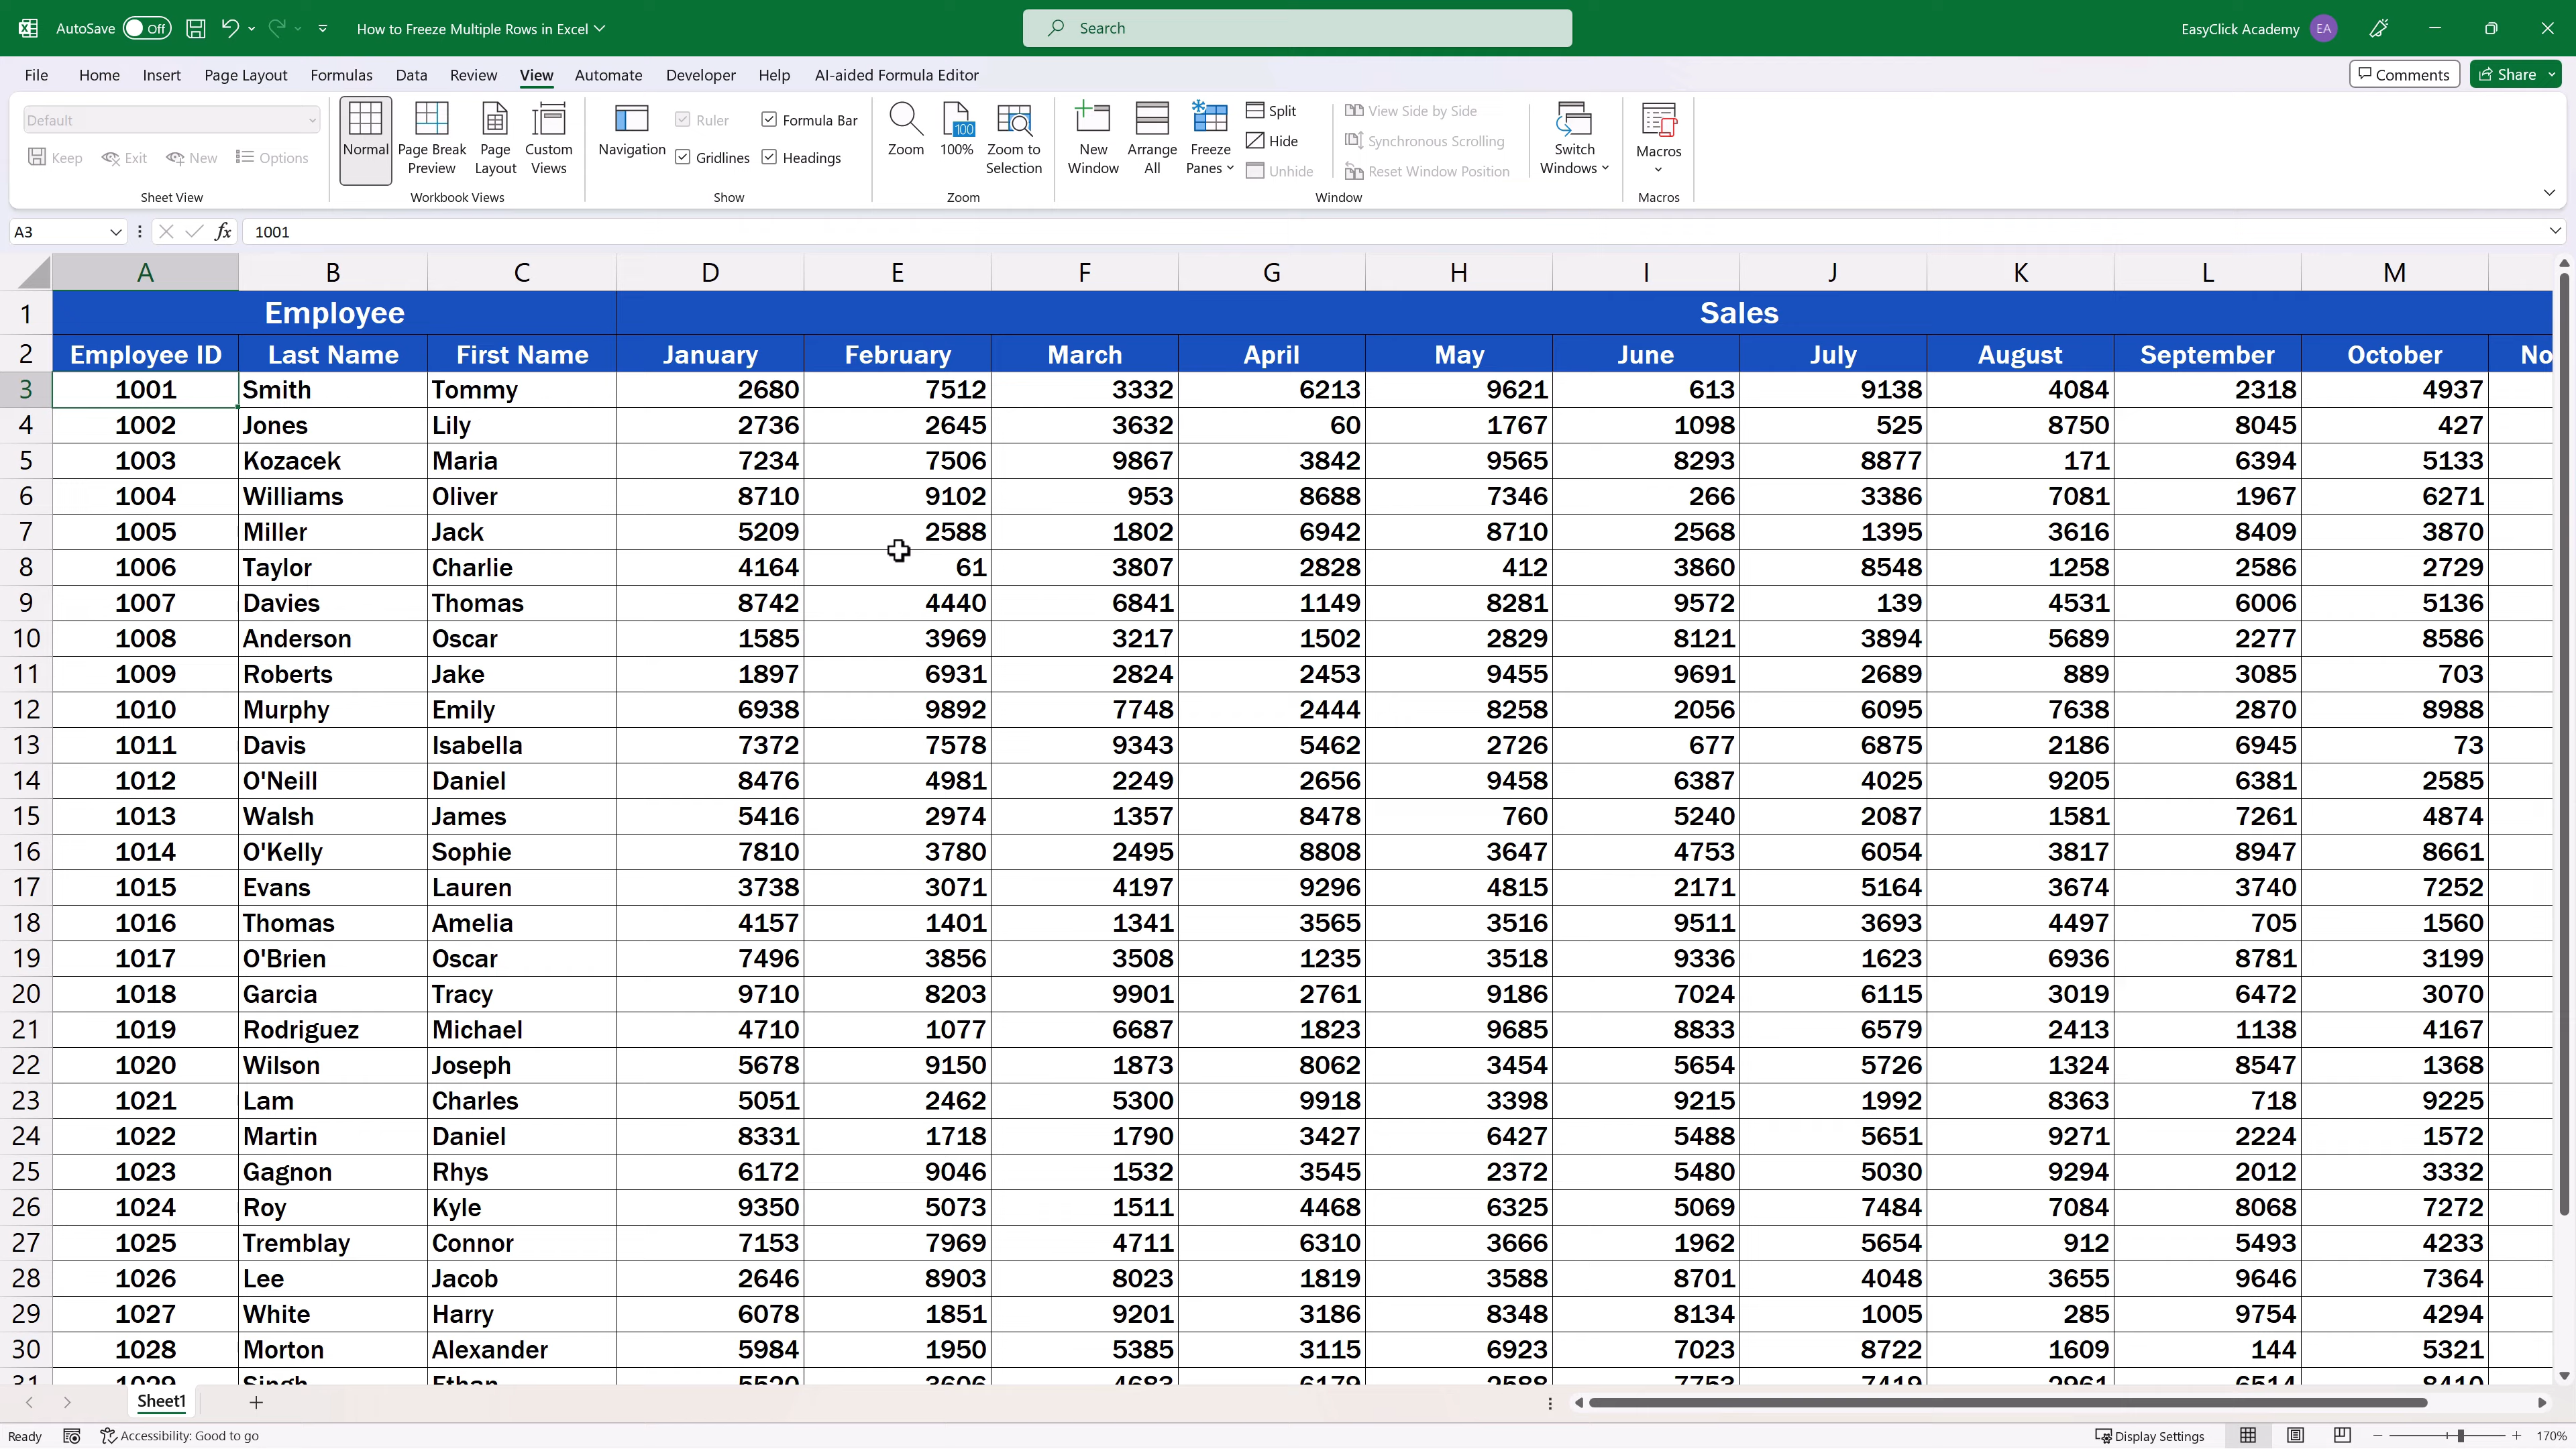 AutoSave Off How to Freeze Multiple Rows in Excel Search EasyClick Academy EA
File Home Insert Page Layout Formulas Data Review View Automate Developer Help AI-aided Formula Editor Comments Share
Default
Keep Exit New Options
Sheet View
Normal Page Break Preview Page Layout Custom Views
Workbook Views
Navigation Ruler Formula Bar
Gridlines Headings
Show
Zoom 100 100% Zoom to Selection
Zoom
New Window Arrange All Freeze Panes Split Hide Unhide
View Side by Side
Synchronous Scrolling
Reset Window Position
Switch Windows
Window
Macros
Macros
A3 fx 1001
A B C D E F G H I J K L M
1 Employee Sales
2 Employee ID Last Name First Name January February March April May June July August September October No
3 1001 Smith Tommy 2680 7512 3332 6213 9621 613 9138 4084 2318 4937
4 1002 Jones Lily 2736 2645 3632 60 1767 1098 525 8750 8045 427
5 1003 Kozacek Maria 7234 7506 9867 3842 9565 8293 8877 171 6394 5133
6 1004 Williams Oliver 8710 9102 953 8688 7346 266 3386 7081 1967 6271
7 1005 Miller Jack 5209 2588 1802 6942 8710 2568 1395 3616 8409 3870
8 1006 Taylor Charlie 4164 61 3807 2828 412 3860 8548 1258 2586 2729
9 1007 Davies Thomas 8742 4440 6841 1149 8281 9572 139 4531 6006 5136
10 1008 Anderson Oscar 1585 3969 3217 1502 2829 8121 3894 5689 2277 8586
11 1009 Roberts Jake 1897 6931 2824 2453 9455 9691 2689 889 3085 703
12 1010 Murphy Emily 6938 9892 7748 2444 8258 2056 6095 7638 2870 8988
13 1011 Davis Isabella 7372 7578 9343 5462 2726 677 6875 2186 6945 73
14 1012 O'Neill Daniel 8476 4981 2249 2656 9458 6387 4025 9205 6381 2585
15 1013 Walsh James 5416 2974 1357 8478 760 5240 2087 1581 7261 4874
16 1014 O'Kelly Sophie 7810 3780 2495 8808 3647 4753 6054 3817 8947 8661
17 1015 Evans Lauren 3738 3071 4197 9296 4815 2171 5164 3674 3740 7252
18 1016 Thomas Amelia 4157 1401 1341 3565 3516 9511 3693 4497 705 1560
19 1017 O'Brien Oscar 7496 3856 3508 1235 3518 9336 1623 6936 8781 3199
20 1018 Garcia Tracy 9710 8203 9901 2761 9186 7024 6115 3019 6472 3070
21 1019 Rodriguez Michael 4710 1077 6687 1823 9685 8833 6579 2413 1138 4167
22 1020 Wilson Joseph 5678 9150 1873 8062 3454 5654 5726 1324 8547 1368
23 1021 Lam Charles 5051 2462 5300 9918 3398 9215 1992 8363 718 9225
24 1022 Martin Daniel 8331 1718 1790 3427 6427 5488 5651 9271 2224 1572
25 1023 Gagnon Rhys 6172 9046 1532 3545 2372 5480 5030 9294 2012 3332
26 1024 Roy Kyle 9350 5073 1511 4468 6325 5069 7484 7084 8068 7272
27 1025 Tremblay Connor 7153 7969 4711 6310 3666 1962 5654 912 5493 4233
28 1026 Lee Jacob 2646 8903 8023 1819 3588 8701 4048 3655 9646 7364
29 1027 White Harry 6078 1851 9201 3186 8348 8134 1005 285 9754 4294
30 1028 Morton Alexander 5984 1950 5385 3115 6923 7023 8722 1609 144 5321
31 1029 Singh Ethan
Sheet1
Ready Accessibility: Good to go Display Settings 170%